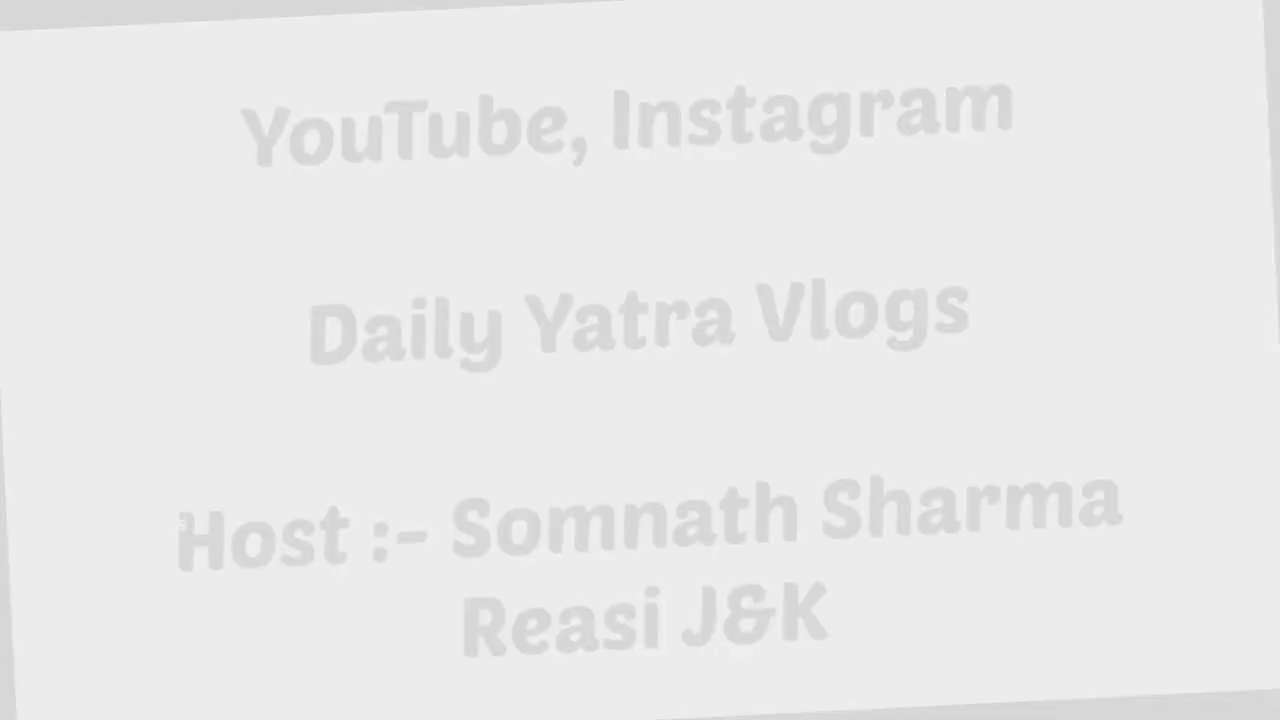 YouTube, Instagram
Daily Yatra Vlogs
Host :- Somnath Sharma
Reasi J&K